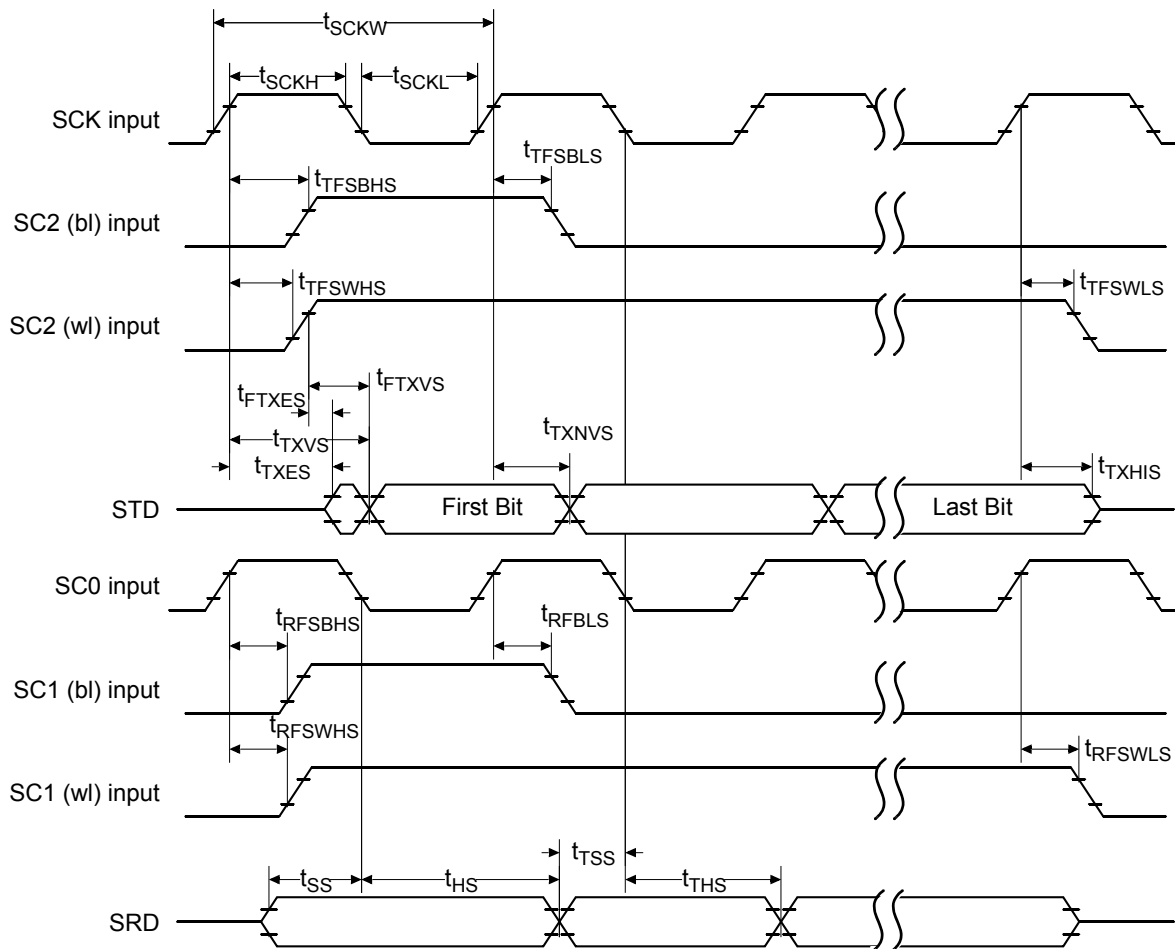 tSCKW
tSCKH tSCKL
SCK input
tTFSBHS tTFSBLS
SC2 (bl) input
tTFSWHS tTFSWLS
SC2 (wl) input
tFTXVS
tFTXES
tTXVS tTXNVS
tTXES tTXHIS
STD First Bit Last Bit
SC0 input
tRFSBHS tRFBLS
SC1 (bl) input
tRFSWHS tRFSWLS
SC1 (wl) input
tTSS
tSS tHS tTHS
SRD